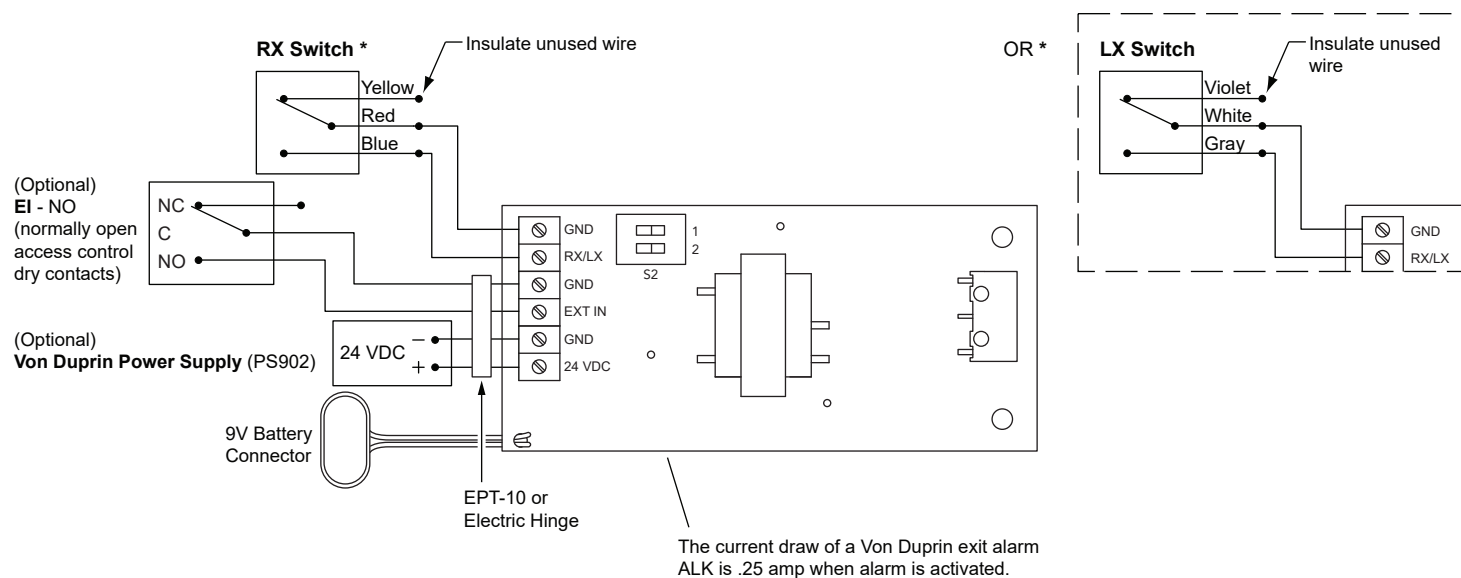 RX Switch *
Insulate unused wire
Yellow
Red
Blue
OR *
LX Switch
Insulate unused
wire
Violet
White
Gray
GND
RX/LX
(Optional)
EI - NO
(normally open
access control
dry contacts)
NC
C
NO
GND
RX/LX
GND
EXT IN
GND
24 VDC
1
2
S2
(Optional)
Von Duprin Power Supply (PS902)
24 VDC
–
+
9V Battery
Connector
EPT-10 or
Electric Hinge
The current draw of a Von Duprin exit alarm
ALK is .25 amp when alarm is activated.